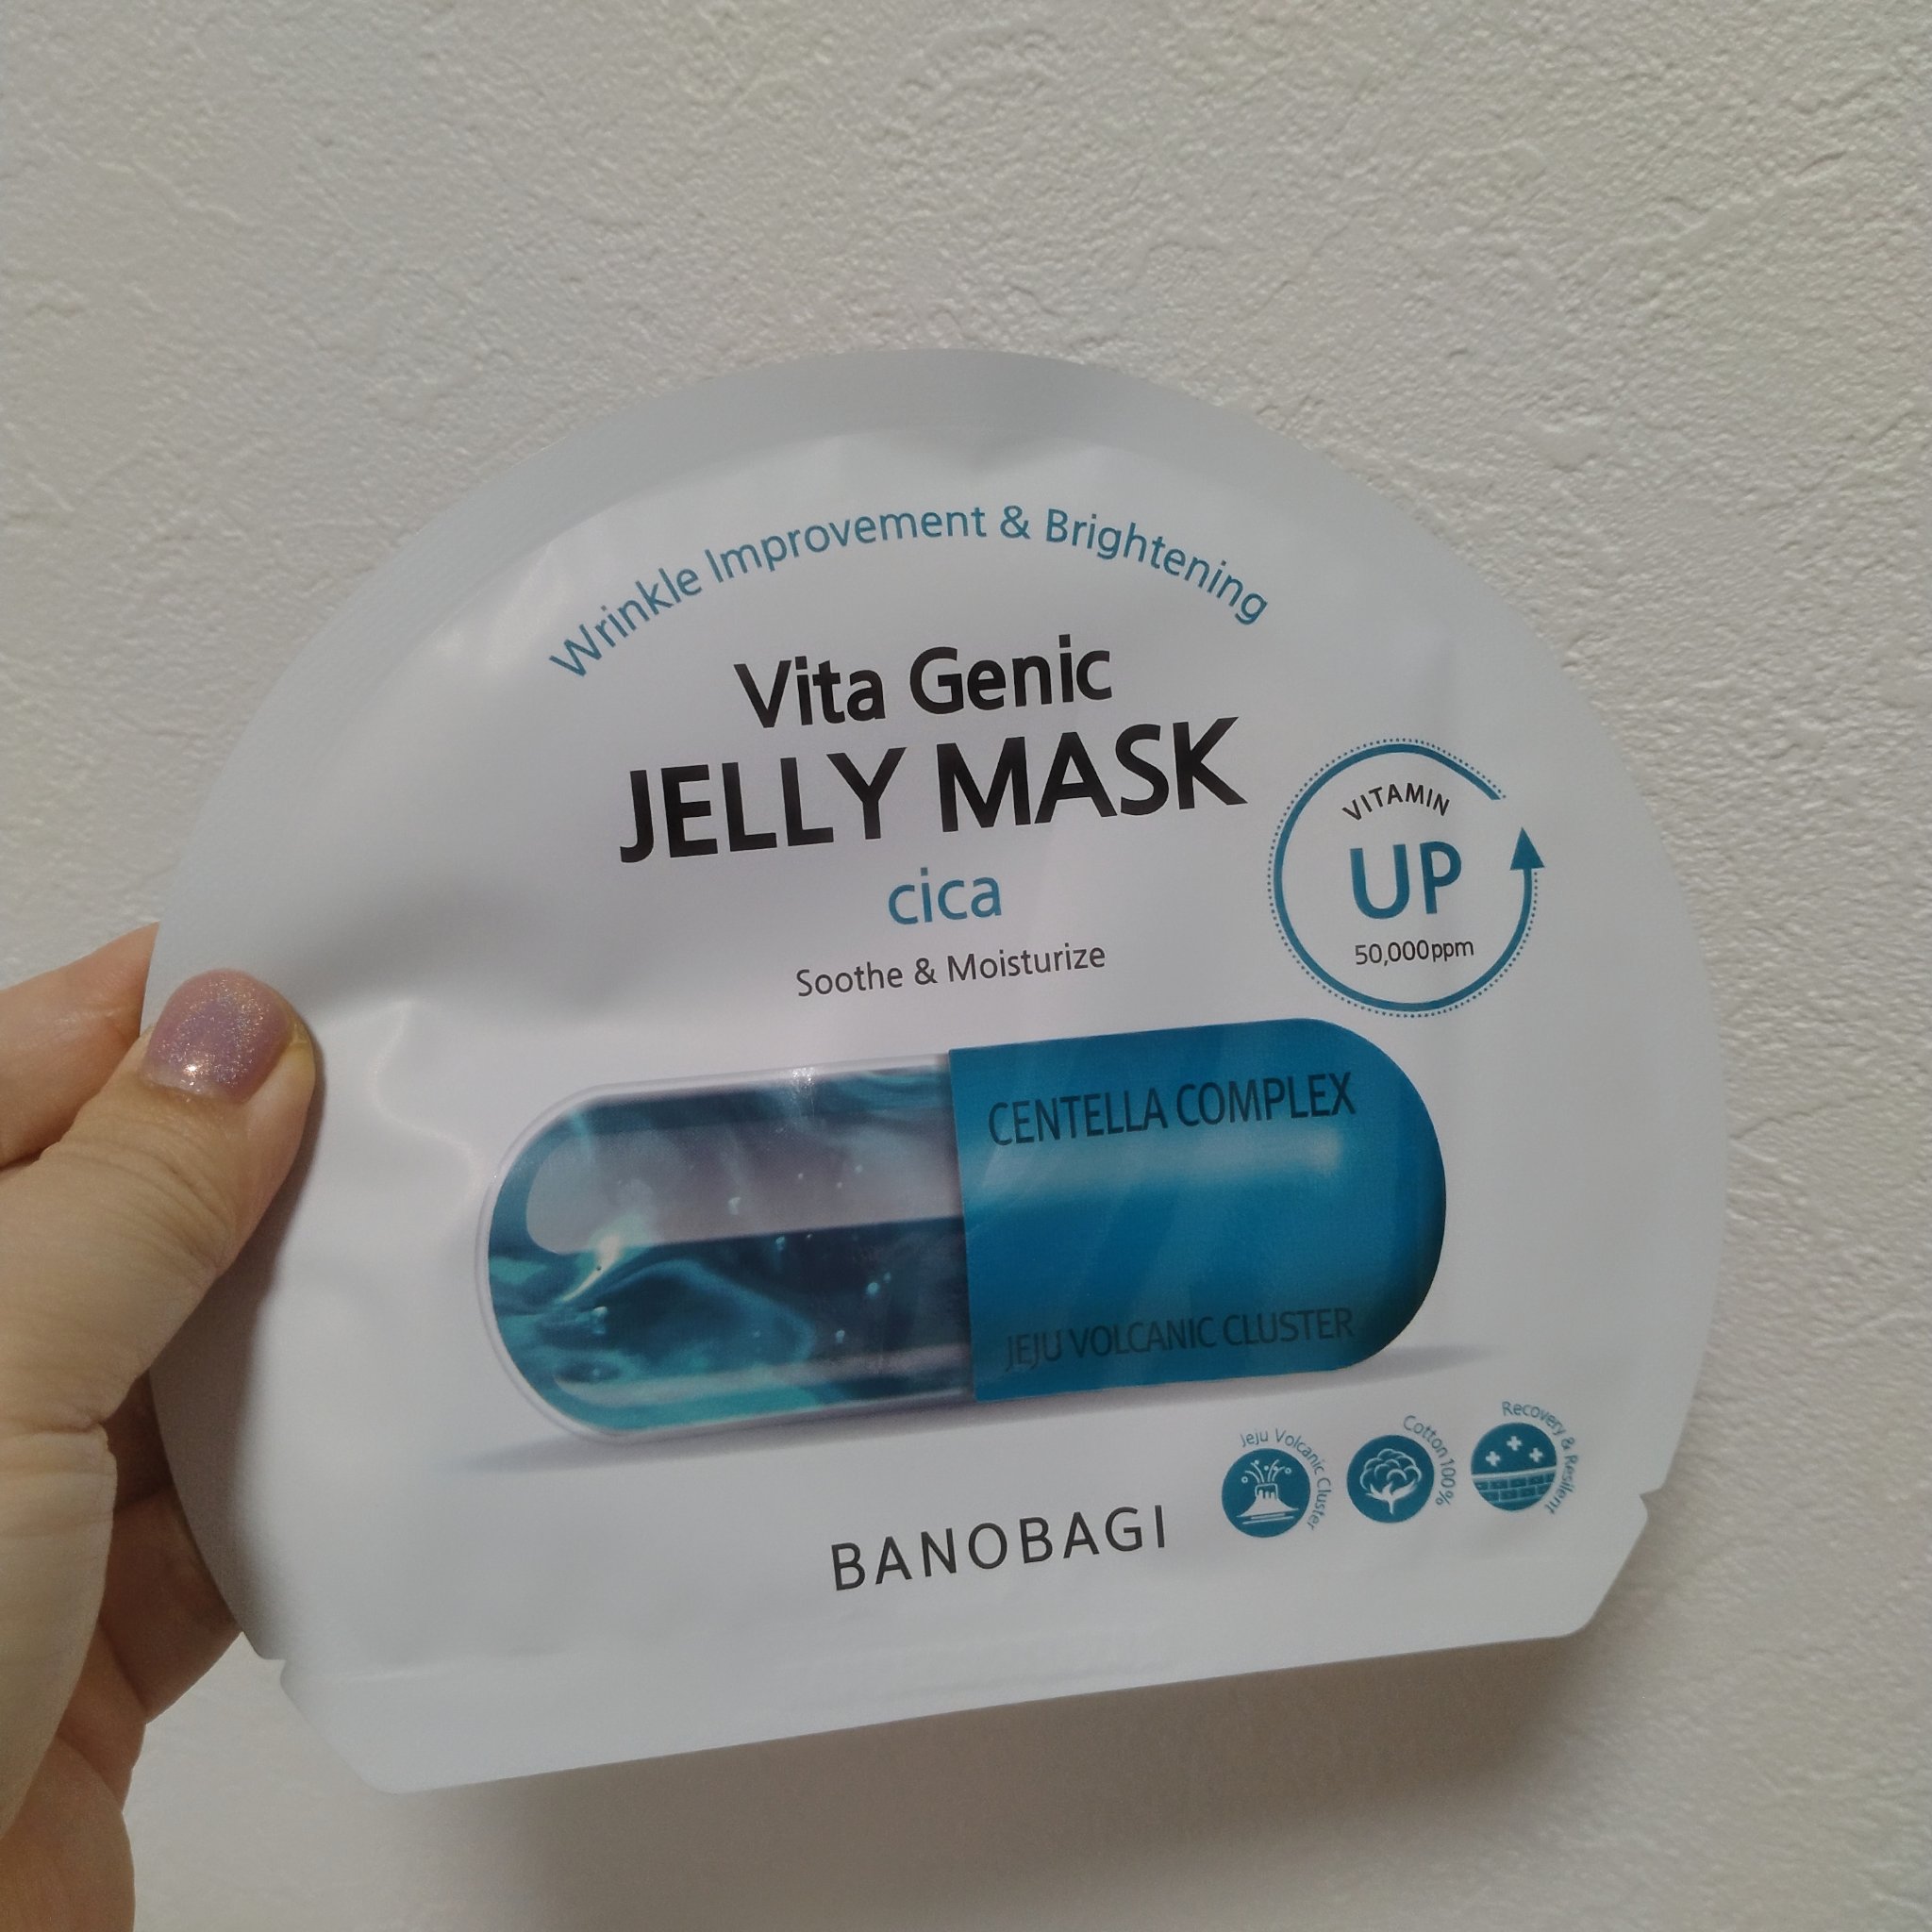 Wrinkle Improvement & Brightening
Vita Genic
JELLY MASK
cica
Soothe & Moisturize
VITAMIN
UP
50,000ppm
CENTELLA COMPLEX
JEJU VOLCANIC CLUSTER
Jeju Volcanic Cluster
Cotton 100%
Recovery & Resilient
BANOBAGI